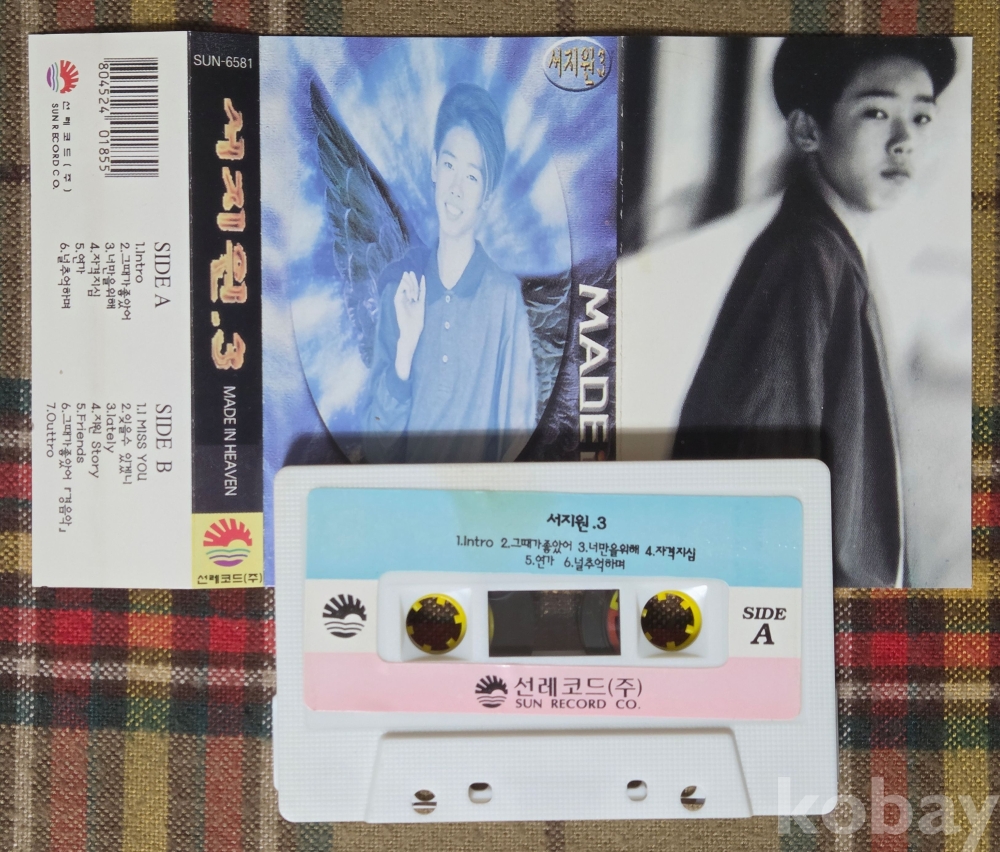 804524 01855
선레코드(주)
SUN RECORD CO.
SIDE A
1.Intro
2.그때가좋았어
3.너만을위해
4.자격지심
5.연가
6.널추억하며
SIDE B
1.I MISS YOU
2.잊을수 있겠니
3.lately
4.지원 Story
5.Friends
6.그때가좋았어 「경음악」
7.Outtro
SUN-6581
서지원.3
MADE IN HEAVEN
선레코드(주)
서지원3
MADE
서지원.3
1.Intro 2.그때가좋았어 3.너만을위해 4.자격지심
5.연가 6.널추억하며
SIDE
A
선레코드(주)
SUN RECORD CO.
kobay